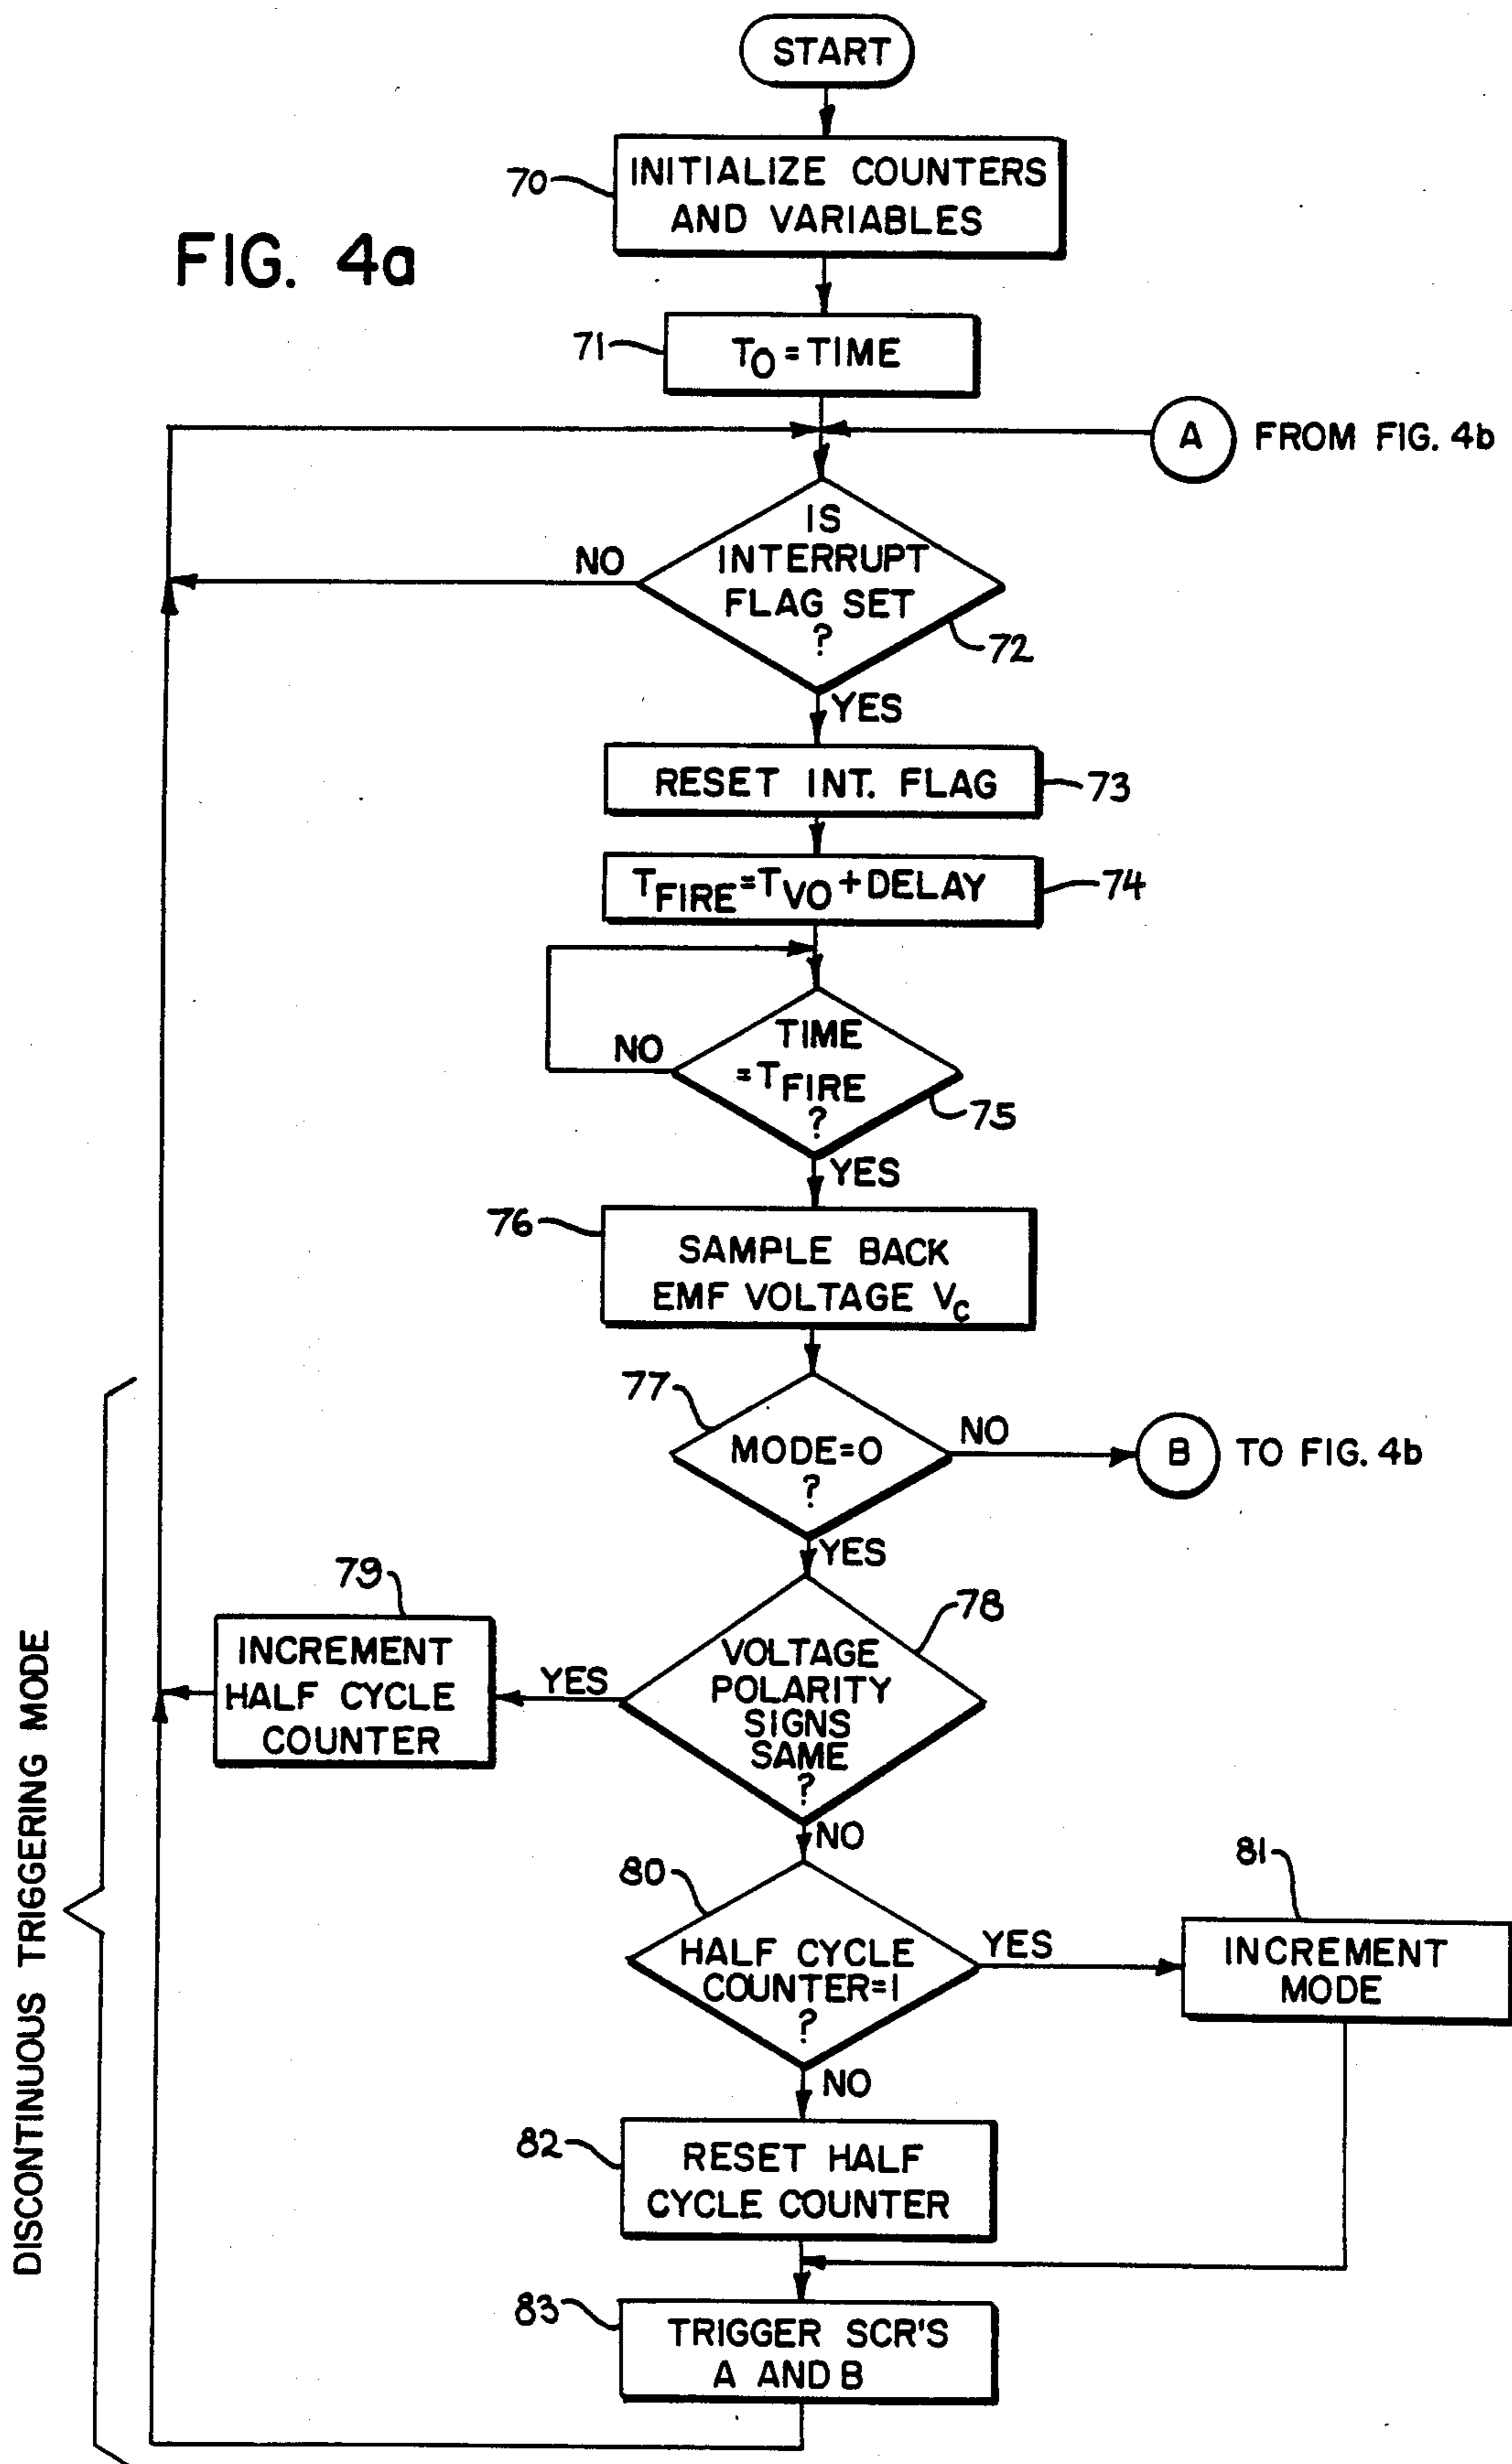 START
70
INITIALIZE COUNTERS
AND VARIABLES
FIG. 4a
71
TO = TIME
A
FROM FIG. 4b
IS
INTERRUPT
FLAG SET
?
NO
72
YES
RESET INT. FLAG
73
TFIRE=TVO+DELAY
74
TIME
=TFIRE
?
NO
75
YES
76
SAMPLE BACK
EMF VOLTAGE Vc
77
MODE=0
?
NO
B
TO FIG. 4b
YES
79
INCREMENT
HALF CYCLE
COUNTER
YES
78
VOLTAGE
POLARITY
SIGNS
SAME
?
NO
80
HALF CYCLE
COUNTER=1
?
YES
81
INCREMENT
MODE
NO
82
RESET HALF
CYCLE COUNTER
83
TRIGGER SCR'S
A AND B
DISCONTINUOUS TRIGGERING MODE